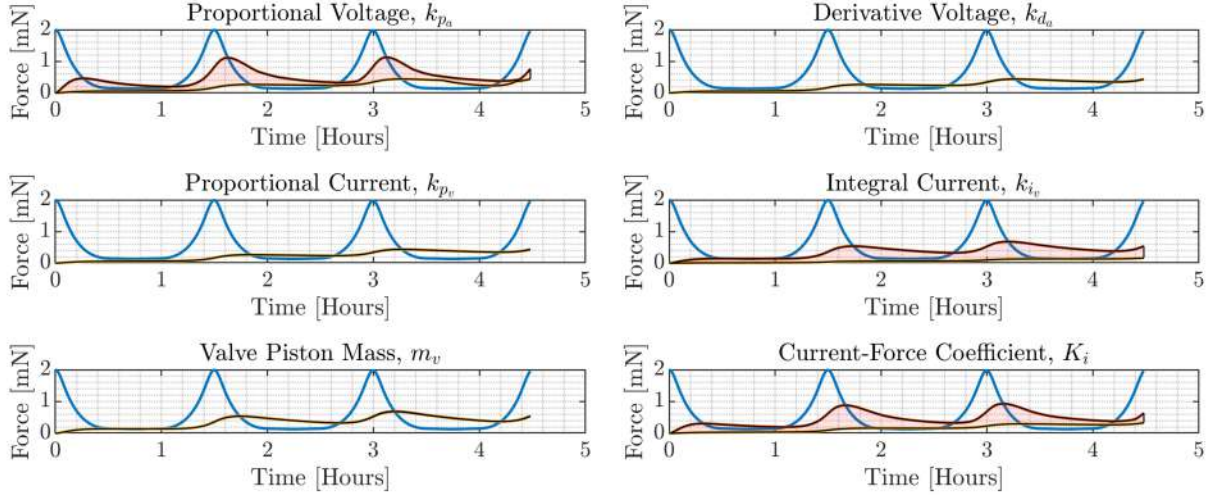 Proportional Voltage, k_{p_a}
Force [mN]
2
1
0
0 1 2 3 4 5
Time [Hours]
Derivative Voltage, k_{d_a}
Force [mN]
2
1
0
0 1 2 3 4 5
Time [Hours]
Proportional Current, k_{p_v}
Force [mN]
2
1
0
0 1 2 3 4 5
Time [Hours]
Integral Current, k_{i_v}
Force [mN]
2
1
0
0 1 2 3 4 5
Time [Hours]
Valve Piston Mass, m_v
Force [mN]
2
1
0
0 1 2 3 4 5
Time [Hours]
Current-Force Coefficient, K_i
Force [mN]
2
1
0
0 1 2 3 4 5
Time [Hours]